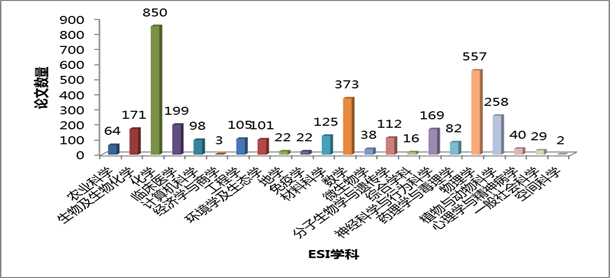 论文数量
900
800
700
600
500
400
300
200
100
0
64
171
850
199
98
3
105
101
22
22
125
373
38
112
16
169
82
557
258
40
29
2
农业科学
生物及生物化学
化学
临床医学
计算机科学
经济学与商学
工程学
环境学及生态学
地学
免疫学
材料科学
数学
微生物学
分子生物学与遗传学
综合学科
神经科学与行为科学
药理学与毒理学
物理学
植物与动物科学
心理学与精神病学
一般社会科学
空间科学
ESI学科